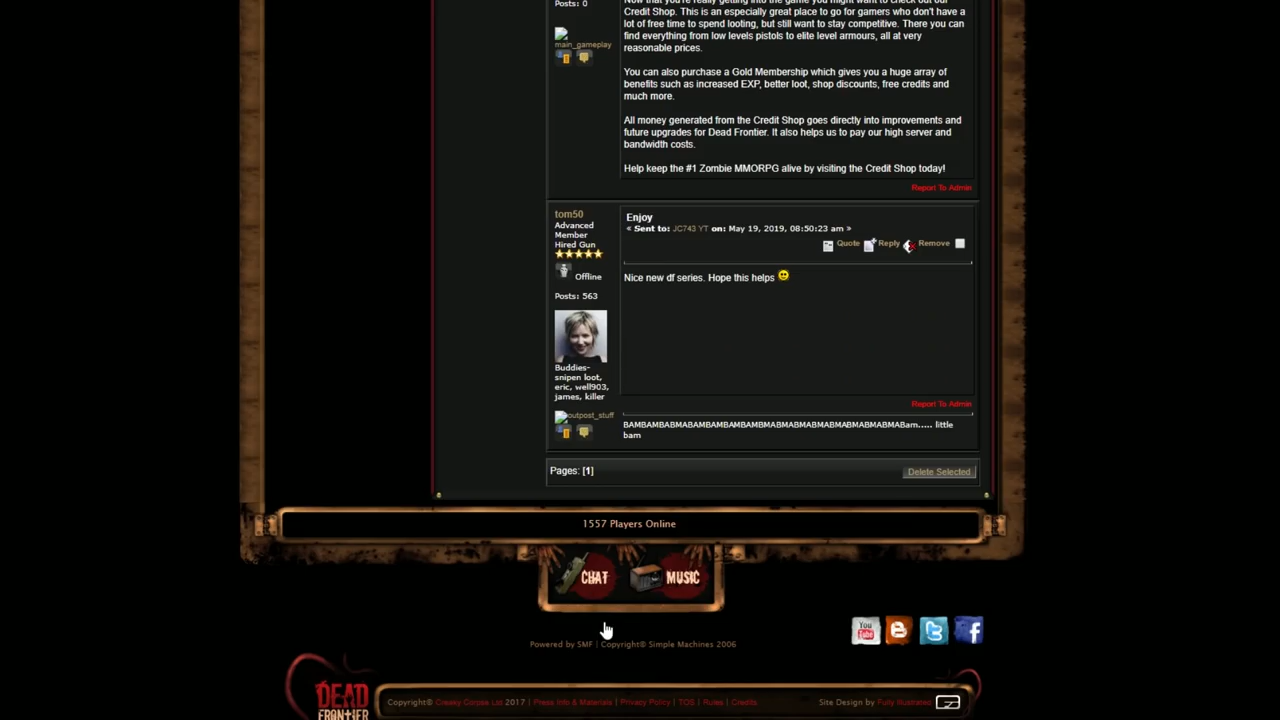 Posts: 0
Now that you're really getting into the game you might want to check out our
Credit Shop. This is an especially great place to go for gamers who don't have a
lot of free time to spend looting, but still want to stay competitive. There you can
find everything from low levels pistols to elite level armours, all at very
reasonable prices.
main_gameplay
You can also purchase a Gold Membership which gives you a huge array of
benefits such as increased EXP, better loot, shop discounts, free credits and
much more.
All money generated from the Credit Shop goes directly into improvements and
future upgrades for Dead Frontier. It also helps us to pay our high server and
bandwidth costs.
Help keep the #1 Zombie MMORPG alive by visiting the Credit Shop today!
Report To Admin
tom50
Advanced
Member
Hired Gun
Offline
Posts: 563
Buddies-
snipen loot,
eric, well903,
james, killer
outpost_stuff
Enjoy
« Sent to: JC743 YT on: May 19, 2019, 08:50:23 am »
Quote Reply Remove
Nice new df series. Hope this helps
Report To Admin
BAMBAMBABMABAMBAMBAMBAMBMABMABMABMABMABMABMABMABam..... little
bam
Pages: [1]
Delete Selected
1557 Players Online
CHAT MUSIC
You
Tube
Powered by SMF | Copyright© Simple Machines 2006
DEAD
FRONTIER
Copyright© Creaky Corpse Ltd 2017 | Press Info & Materials | Privacy Policy | TOS | Rules | Credits
Site Design by Fully Illustrated